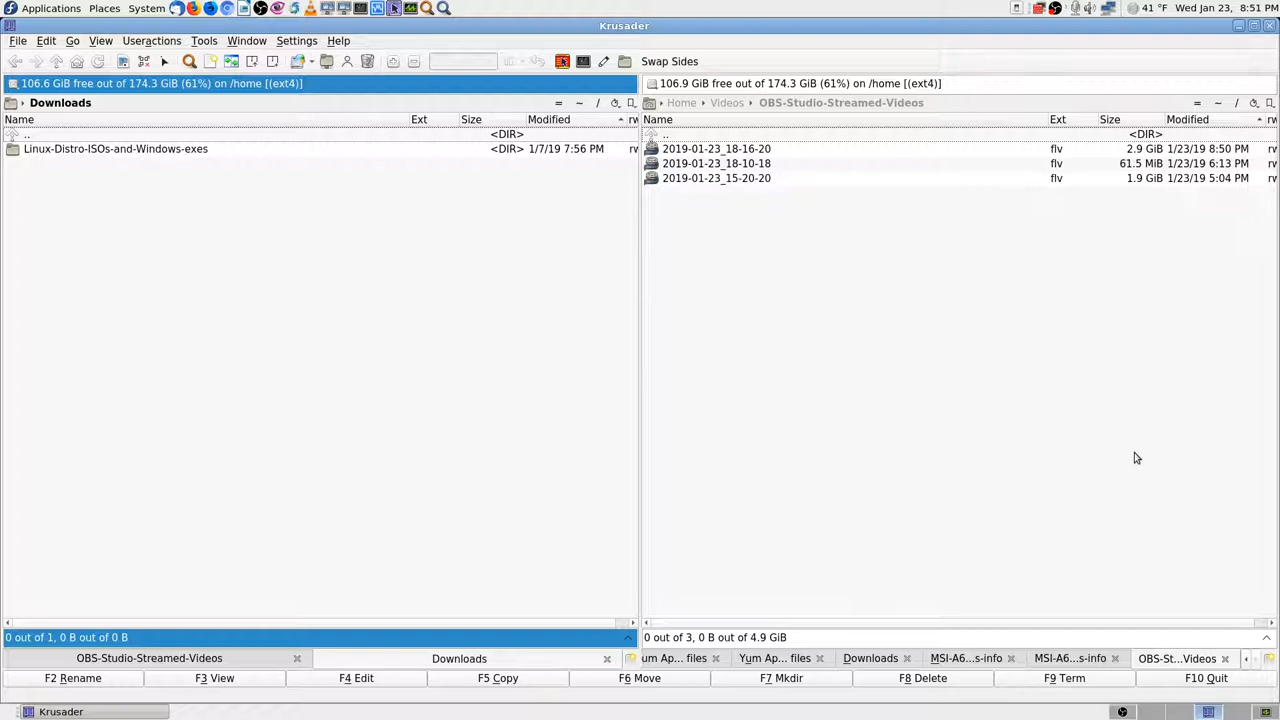 Applications Places System 41 °F Wed Jan 23, 8:51 PM
Krusader
File Edit Go View Useractions Tools Window Settings Help
Swap Sides
106.6 GiB free out of 174.3 GiB (61%) on /home [(ext4)]
106.9 GiB free out of 174.3 GiB (61%) on /home [(ext4)]
› Downloads = ~ /
› Home › Videos › OBS-Studio-Streamed-Videos = ~ /
Name Ext Size Modified rw
Name Ext Size Modified rw
.. <DIR>
.. <DIR>
Linux-Distro-ISOs-and-Windows-exes <DIR> 1/7/19 7:56 PM rw
2019-01-23_18-16-20 flv 2.9 GiB 1/23/19 8:50 PM rw
2019-01-23_18-10-18 flv 61.5 MiB 1/23/19 6:13 PM rw
2019-01-23_15-20-20 flv 1.9 GiB 1/23/19 5:04 PM rw
0 out of 1, 0 B out of 0 B
0 out of 3, 0 B out of 4.9 GiB
OBS-Studio-Streamed-Videos Downloads
um Ap... files Yum Ap... files Downloads MSI-A6...s-info MSI-A6...s-info OBS-St...Videos
F2 Rename F3 View F4 Edit F5 Copy F6 Move F7 Mkdir F8 Delete F9 Term F10 Quit
Krusader